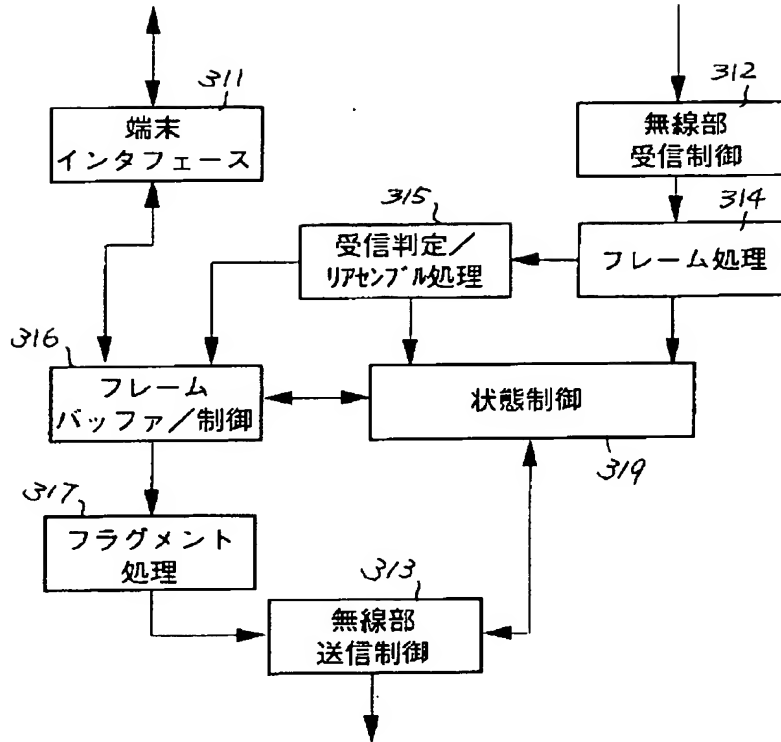 311
端末
インタフェース
312
無線部
受信制御
315
受信判定/
リアセンブル処理
314
フレーム処理
316
フレーム
バッファ/制御
状態制御
319
317
フラグメント
処理
313
無線部
送信制御